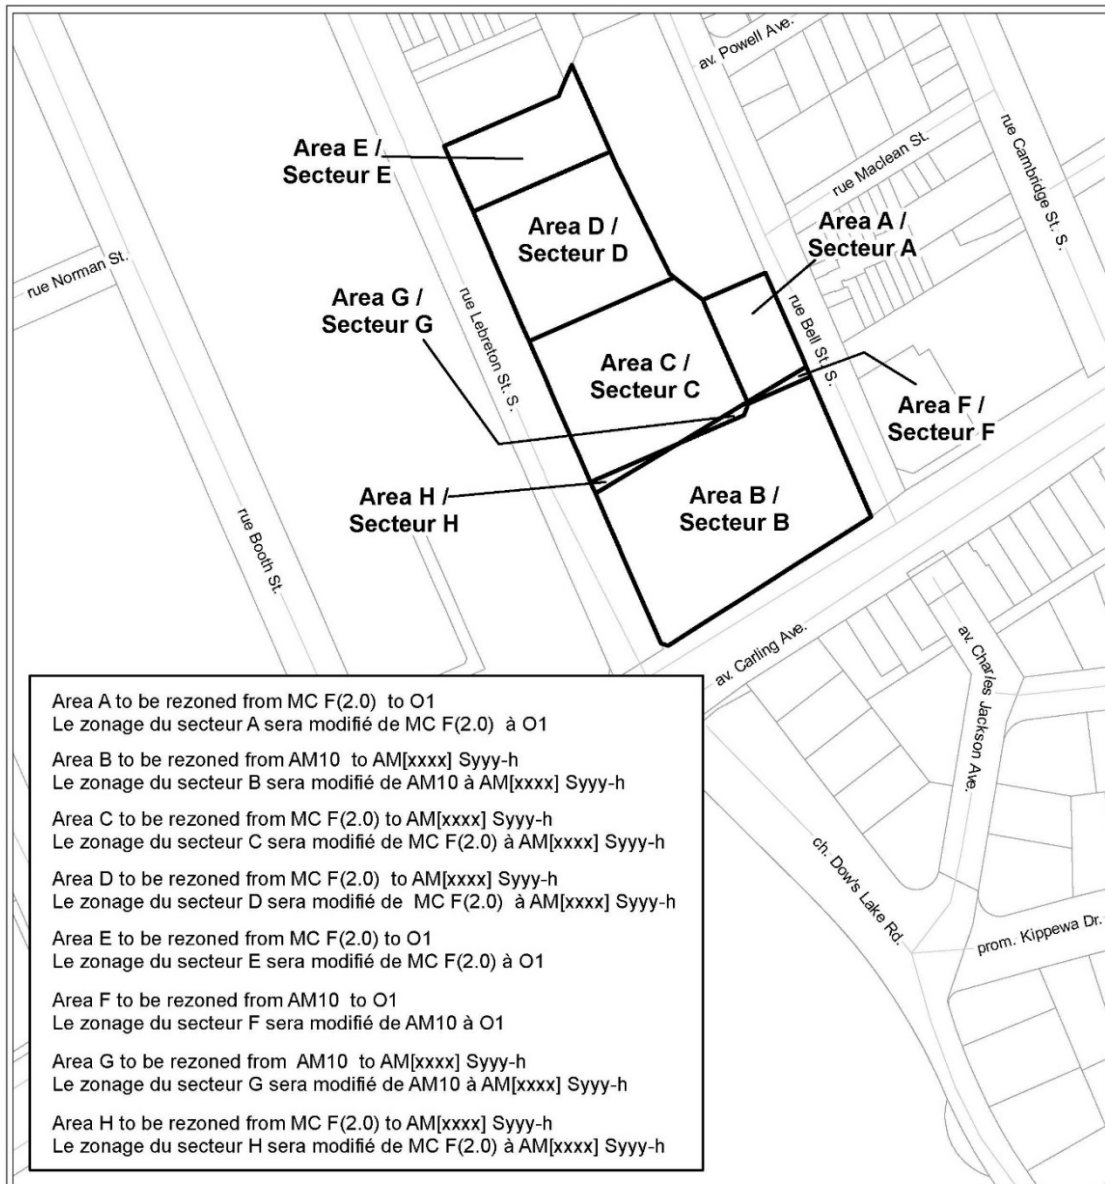 av. Powell Ave.
rue Maclean St.
rue Cambridge St. S.
Area E /
Secteur E
Area D /
Secteur D
Area A /
Secteur A
rue Norman St.
Area G /
Secteur G
rue Lebreton St. S.
rue Bell St. S.
Area C /
Secteur C
Area F /
Secteur F
Area H /
Secteur H
Area B /
Secteur B
rue Booth St.
av. Carling Ave.
av. Charles Jackson Ave.
ch. Dow's Lake Rd.
prom. Kippewa Dr.
Area A to be rezoned from MC F(2.0) to O1
Le zonage du secteur A sera modifié de MC F(2.0) à O1
Area B to be rezoned from AM10 to AM[xxxx] Syyy-h
Le zonage du secteur B sera modifié de AM10 à AM[xxxx] Syyy-h
Area C to be rezoned from MC F(2.0) to AM[xxxx] Syyy-h
Le zonage du secteur C sera modifié de MC F(2.0) à AM[xxxx] Syyy-h
Area D to be rezoned from MC F(2.0) to AM[xxxx] Syyy-h
Le zonage du secteur D sera modifié de MC F(2.0) à AM[xxxx] Syyy-h
Area E to be rezoned from MC F(2.0) to O1
Le zonage du secteur E sera modifié de MC F(2.0) à O1
Area F to be rezoned from AM10 to O1
Le zonage du secteur F sera modifié de AM10 à O1
Area G to be rezoned from AM10 to AM[xxxx] Syyy-h
Le zonage du secteur G sera modifié de AM10 à AM[xxxx] Syyy-h
Area H to be rezoned from MC F(2.0) to AM[xxxx] Syyy-h
Le zonage du secteur H sera modifié de MC F(2.0) à AM[xxxx] Syyy-h